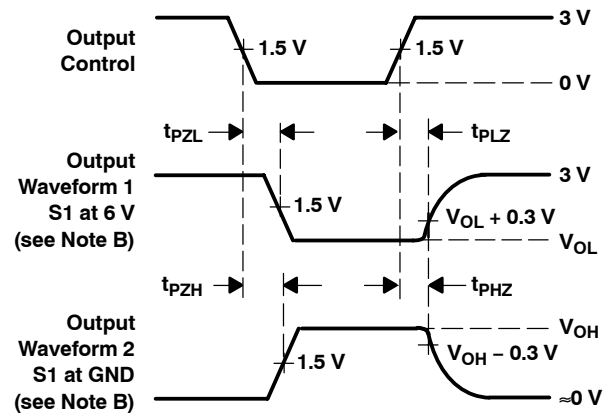 Output
Control
1.5 V
1.5 V
3 V
0 V
tPZL
tPLZ
Output
Waveform 1
S1 at 6 V
(see Note B)
1.5 V
3 V
VOL + 0.3 V
VOL
tPZH
tPHZ
Output
Waveform 2
S1 at GND
(see Note B)
1.5 V
VOH
VOH − 0.3 V
≈0 V